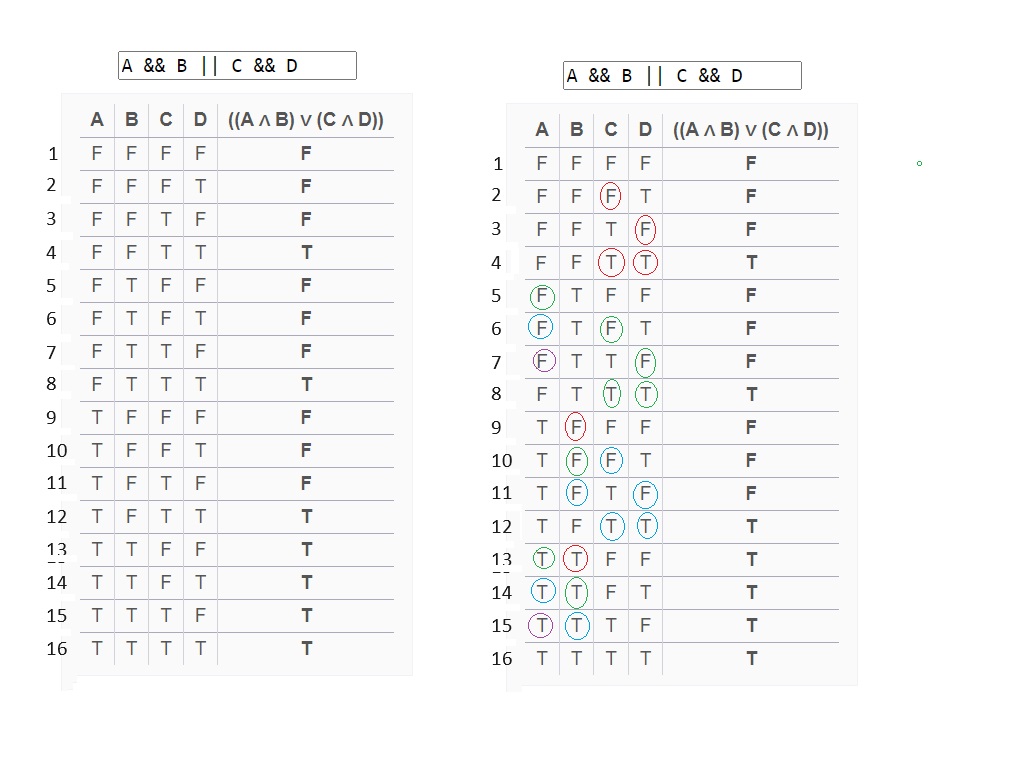 A && B || C && D
A B C D ((A ∧ B) ∨ (C ∧ D))
1 F F F F F
2 F F F T F
3 F F T F F
4 F F T T T
5 F T F F F
6 F T F T F
7 F T T F F
8 F T T T T
9 T F F F F
10 T F F T F
11 T F T F F
12 T F T T T
13 T T F F T
14 T T F T T
15 T T T F T
16 T T T T T
A && B || C && D
A B C D ((A ∧ B) ∨ (C ∧ D))
1 F F F F F
2 F F F T F
3 F F T F F
4 F F T T T
5 F T F F F
6 F T F T F
7 F T T F F
8 F T T T T
9 T F F F F
10 T F F T F
11 T F T F F
12 T F T T T
13 T T F F T
14 T T F T T
15 T T T F T
16 T T T T T